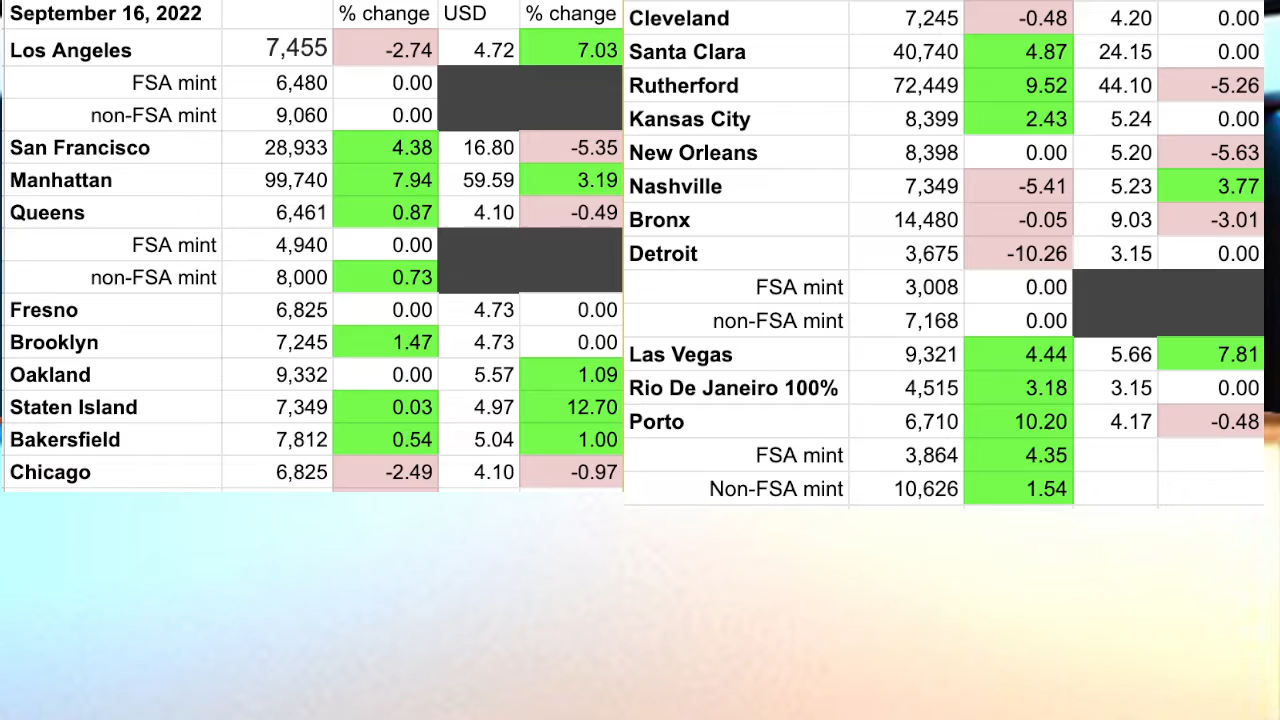 September 16, 2022 % change USD % change
Los Angeles 7,455 -2.74 4.72 7.03
FSA mint 6,480 0.00
non-FSA mint 9,060 0.00
San Francisco 28,933 4.38 16.80 -5.35
Manhattan 99,740 7.94 59.59 3.19
Queens 6,461 0.87 4.10 -0.49
FSA mint 4,940 0.00
non-FSA mint 8,000 0.73
Fresno 6,825 0.00 4.73 0.00
Brooklyn 7,245 1.47 4.73 0.00
Oakland 9,332 0.00 5.57 1.09
Staten Island 7,349 0.03 4.97 12.70
Bakersfield 7,812 0.54 5.04 1.00
Chicago 6,825 -2.49 4.10 -0.97
Cleveland 7,245 -0.48 4.20 0.00
Santa Clara 40,740 4.87 24.15 0.00
Rutherford 72,449 9.52 44.10 -5.26
Kansas City 8,399 2.43 5.24 0.00
New Orleans 8,398 0.00 5.20 -5.63
Nashville 7,349 -5.41 5.23 3.77
Bronx 14,480 -0.05 9.03 -3.01
Detroit 3,675 -10.26 3.15 0.00
FSA mint 3,008 0.00
non-FSA mint 7,168 0.00
Las Vegas 9,321 4.44 5.66 7.81
Rio De Janeiro 100% 4,515 3.18 3.15 0.00
Porto 6,710 10.20 4.17 -0.48
FSA mint 3,864 4.35
Non-FSA mint 10,626 1.54